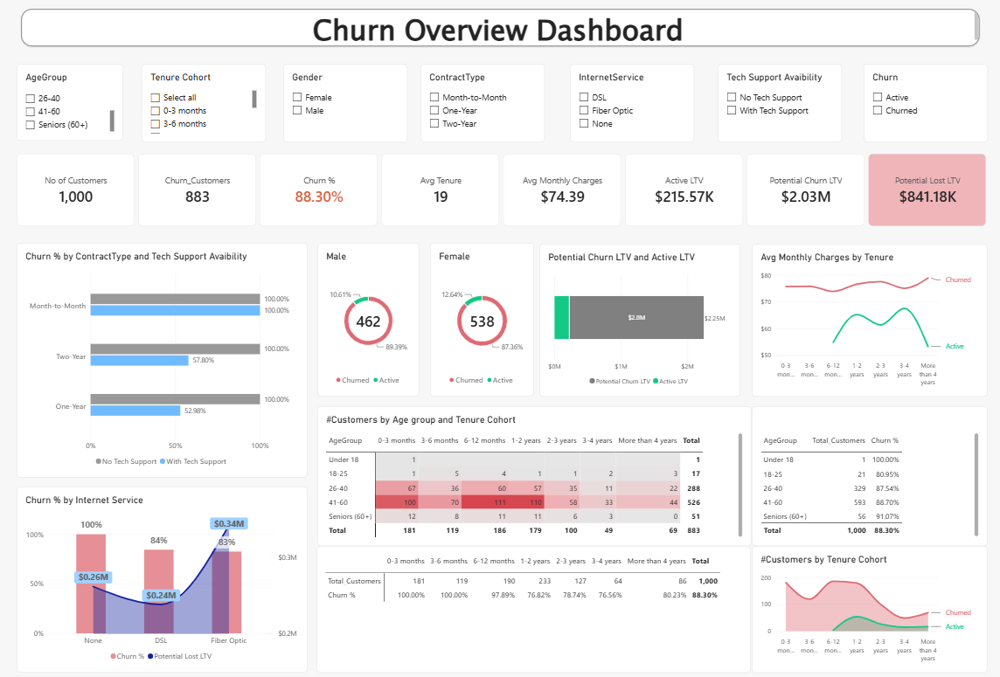 Churn Overview Dashboard
AgeGroup
26-40
41-60
Seniors (60+)
Tenure Cohort
Select all
0-3 months
3-6 months
Gender
Female
Male
ContractType
Month-to-Month
One-Year
Two-Year
InternetService
DSL
Fiber Optic
None
Tech Support Avaibility
No Tech Support
With Tech Support
Churn
Active
Churned
No of Customers
1,000
Churn_Customers
883
Churn %
88.30%
Avg Tenure
19
Avg Monthly Charges
$74.39
Active LTV
$215.57K
Potential Churn LTV
$2.03M
Potential Lost LTV
$841.18K
Churn % by ContractType and Tech Support Avaibility
Month-to-Month
100.00%
100.00%
Two-Year
100.00%
57.80%
One-Year
100.00%
52.98%
0% 50% 100%
No Tech Support With Tech Support
Male
10.61%
462
89.39%
Churned Active
Female
12.64%
538
87.36%
Churned Active
Potential Churn LTV and Active LTV
$2.0M
$2.25M
$0M $1M $2M
Potential Churn LTV Active LTV
Avg Monthly Charges by Tenure
$80
$70
$60
$50
Churned
Active
0-3 mon... 3-6 mon... 6-12 mon... 1-2 years 2-3 years 3-4 years More than 4 years
#Customers by Age group and Tenure Cohort
AgeGroup 0-3 months 3-6 months 6-12 months 1-2 years 2-3 years 3-4 years More than 4 years Total
Under 18 1 1
18-25 1 5 4 1 1 2 3 17
26-40 67 36 60 57 35 11 22 288
41-60 100 70 111 110 58 33 44 526
Seniors (60+) 12 8 11 11 6 3 0 51
Total 181 119 186 179 100 49 69 883
AgeGroup Total_Customers Churn %
Under 18 1 100.00%
18-25 21 80.95%
26-40 329 87.54%
41-60 593 88.70%
Seniors (60+) 56 91.07%
Total 1,000 88.30%
Churn % by Internet Service
100%
50%
0%
100%
84%
83%
$0.26M
$0.24M
$0.34M
$0.3M
$0.2M
None DSL Fiber Optic
Churn % Potential Lost LTV
0-3 months 3-6 months 6-12 months 1-2 years 2-3 years 3-4 years More than 4 years Total
Total_Customers 181 119 190 233 127 64 86 1,000
Churn % 100.00% 100.00% 97.89% 76.82% 78.74% 76.56% 80.23% 88.30%
#Customers by Tenure Cohort
200
100
0
Churned
Active
0-3 mon... 3-6 mon... 6-12 mon... 1-2 years 2-3 years 3-4 years More than 4 years